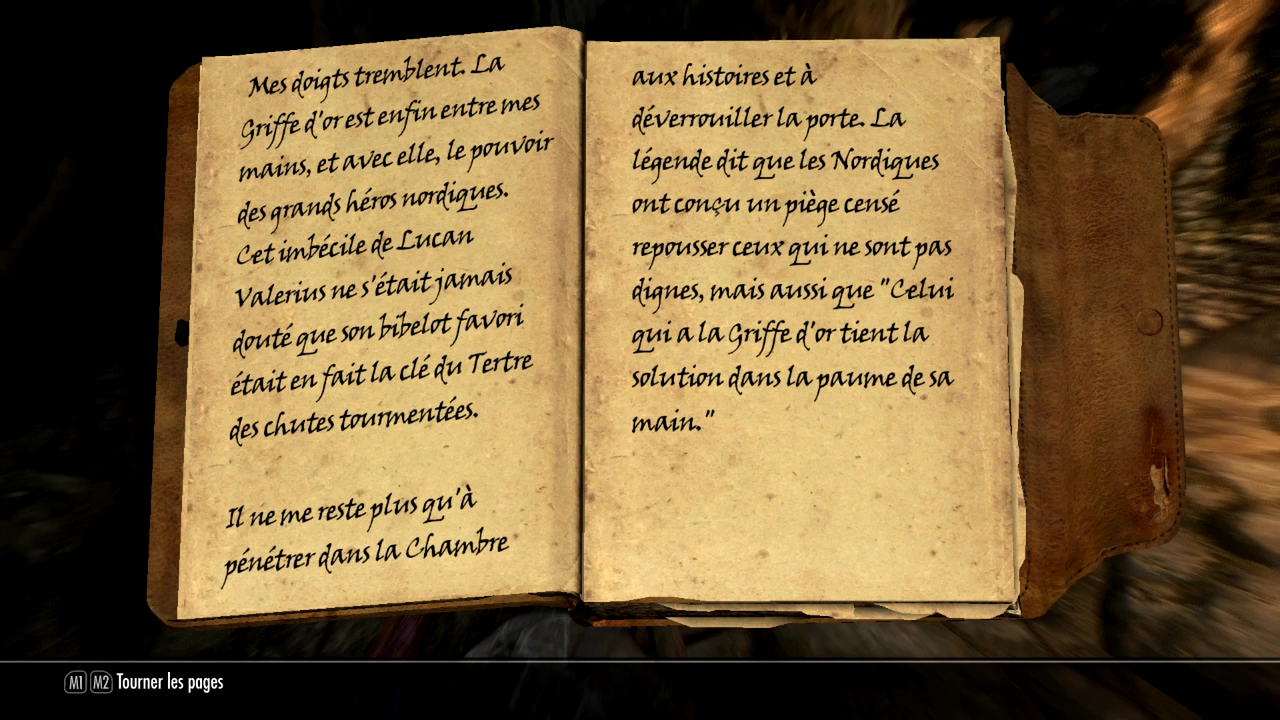 Mes doigts tremblent. La
Griffe d'or est enfin entre mes
mains, et avec elle, le pouvoir
des grands héros nordiques.
Cet imbécile de Lucan
Valerius ne s'était jamais
douté que son bibelot favori
était en fait la clé du Tertre
des chutes tourmentées.
Il ne me reste plus qu'à
pénétrer dans la Chambre
aux histoires et à
déverrouiller la porte. La
légende dit que les Nordiques
ont conçu un piège censé
repousser ceux qui ne sont pas
dignes, mais aussi que "Celui
qui a la Griffe d'or tient la
solution dans la paume de sa
main."
M1 M2 Tourner les pages